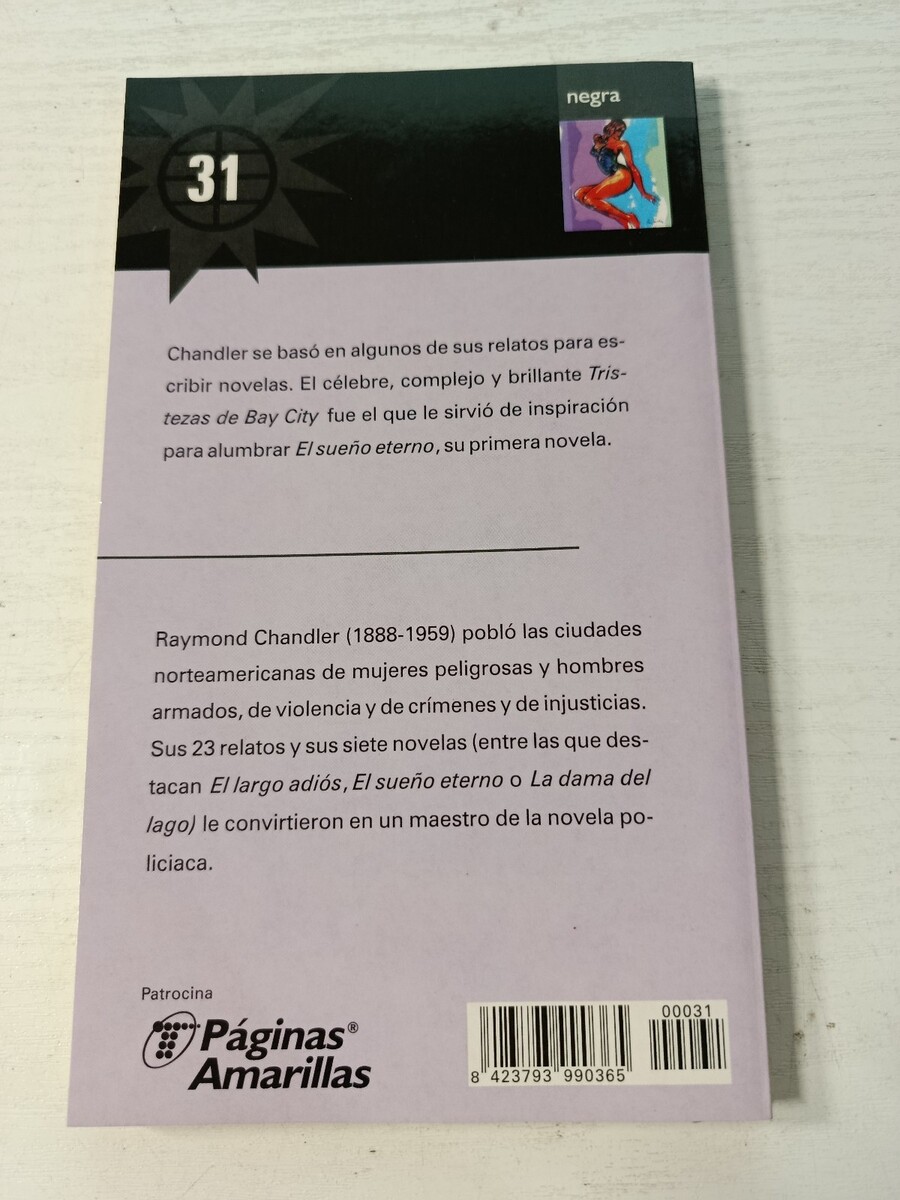 negra
31
Chandler se basó en algunos de sus relatos para es-
cribir novelas. El célebre, complejo y brillante Tris-
tezas de Bay City fue el que le sirvió de inspiración
para alumbrar El sueño eterno, su primera novela.
Raymond Chandler (1888-1959) pobló las ciudades
norteamericanas de mujeres peligrosas y hombres
armados, de violencia y de crímenes y de injusticias.
Sus 23 relatos y sus siete novelas (entre las que des-
tacan El largo adiós, El sueño eterno o La dama del
lago) le convirtieron en un maestro de la novela po-
liciaca.
Patrocina
Páginas®
Amarillas
00031
8 423793 990365